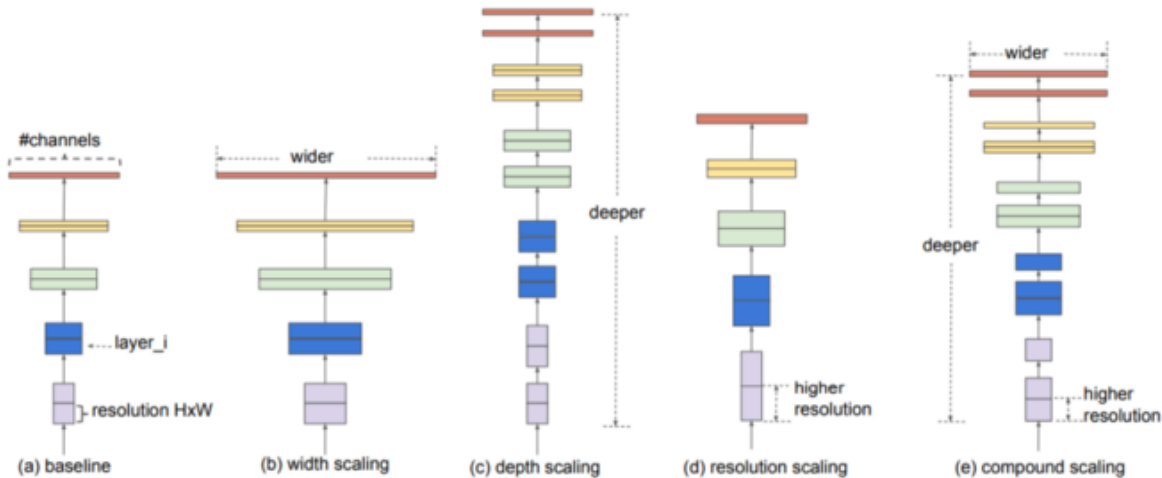 #channels
layer_i
resolution HxW
(a) baseline
wider
(b) width scaling
deeper
(c) depth scaling
higher
resolution
(d) resolution scaling
wider
deeper
higher
resolution
(e) compound scaling